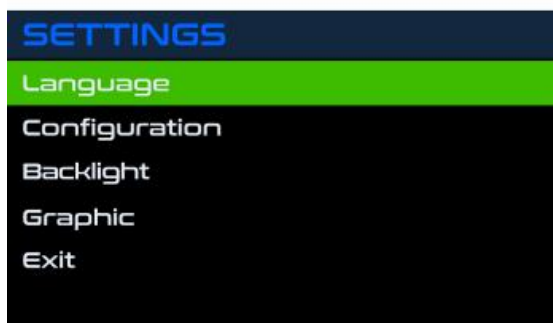 SETTINGS
Language
Configuration
Backlight
Graphic
Exit